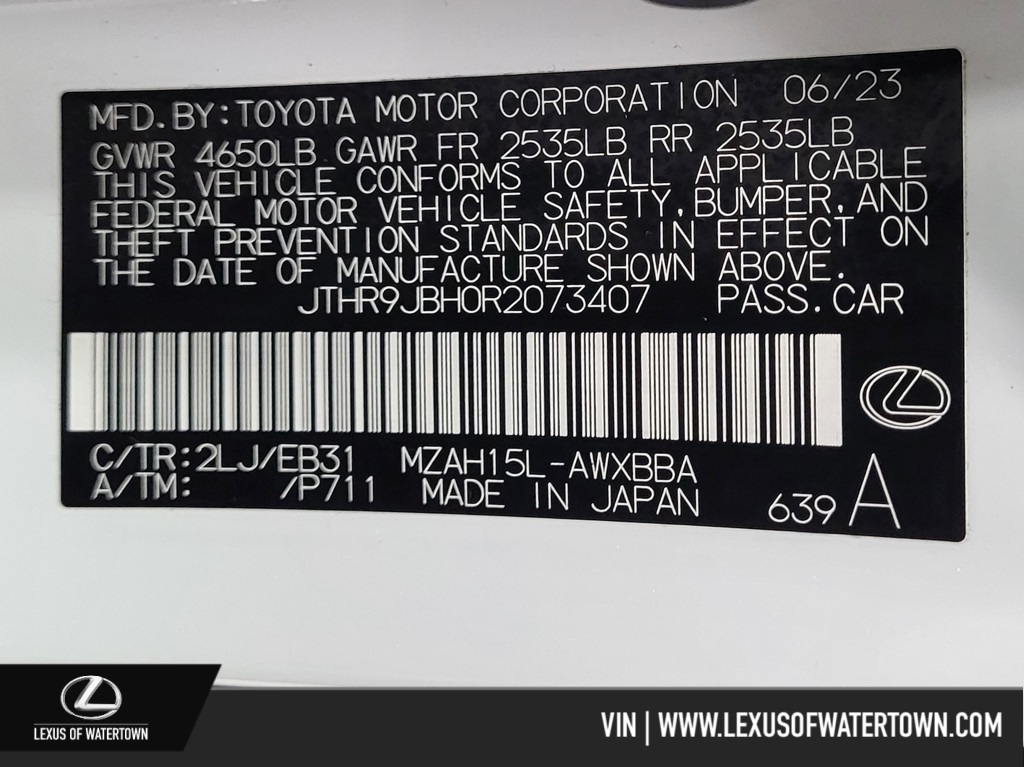 MFD.BY:TOYOTA MOTOR CORPORATION 06/23
GVWR 4650LB GAWR FR 2535LB RR 2535LB
THIS VEHICLE CONFORMS TO ALL APPLICABLE
FEDERAL MOTOR VEHICLE SAFETY, BUMPER, AND
THEFT PREVENTION STANDARDS IN EFFECT ON
THE DATE OF MANUFACTURE SHOWN ABOVE.
JTHR9JBH0R2073407 PASS.CAR
C/TR:2LJ/EB31 MZAH15L-AWXBBA
A/TM: /P711 MADE IN JAPAN 639 A
LEXUS OF WATERTOWN
VIN | WWW.LEXUSOFWATERTOWN.COM